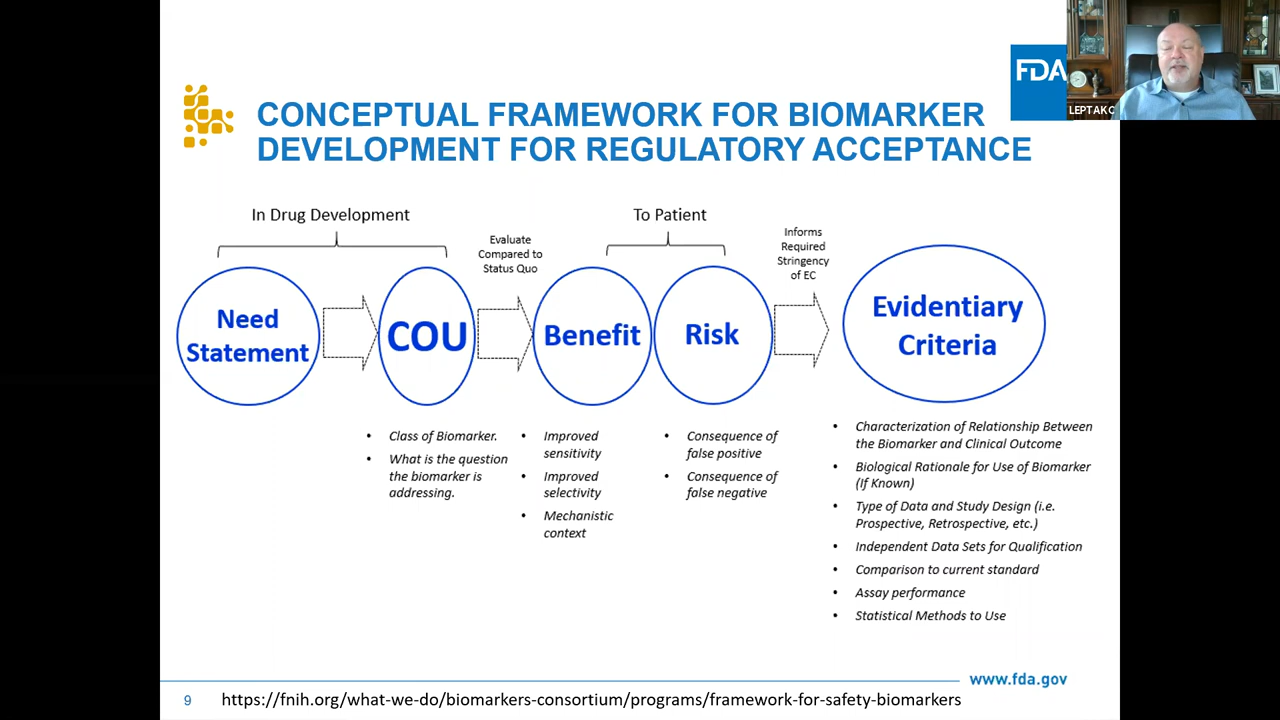 FDA
LEPTAKC
CONCEPTUAL FRAMEWORK FOR BIOMARKER
DEVELOPMENT FOR REGULATORY ACCEPTANCE
In Drug Development
Evaluate
Compared to
Status Quo
To Patient
Informs
Required
Stringency
of EC
Need
Statement
COU
Benefit
Risk
Evidentiary
Criteria
• Class of Biomarker.
• What is the question
the biomarker is
addressing.
• Improved
sensitivity
• Improved
selectivity
• Mechanistic
context
• Consequence of
false positive
• Consequence of
false negative
• Characterization of Relationship Between
the Biomarker and Clinical Outcome
• Biological Rationale for Use of Biomarker
(If Known)
• Type of Data and Study Design (i.e.
Prospective, Retrospective, etc.)
• Independent Data Sets for Qualification
• Comparison to current standard
• Assay performance
• Statistical Methods to Use
www.fda.gov
9
https://fnih.org/what-we-do/biomarkers-consortium/programs/framework-for-safety-biomarkers